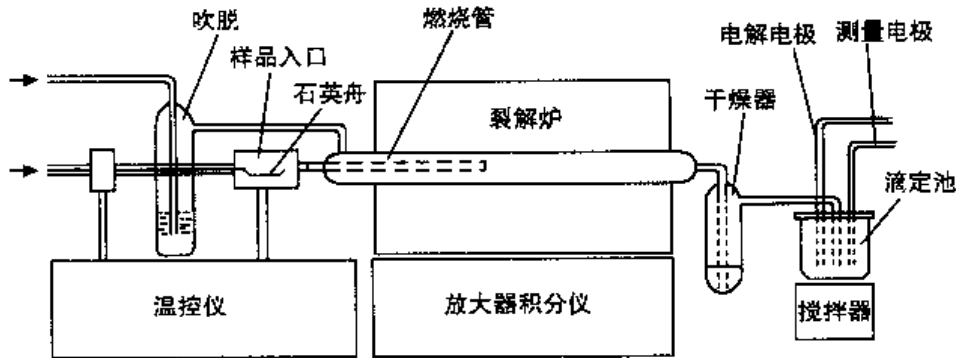 吹脱
样品入口
石英舟
燃烧管
裂解炉
干燥器
电解电极
测量电极
滴定池
温控仪
放大器积分仪
搅拌器